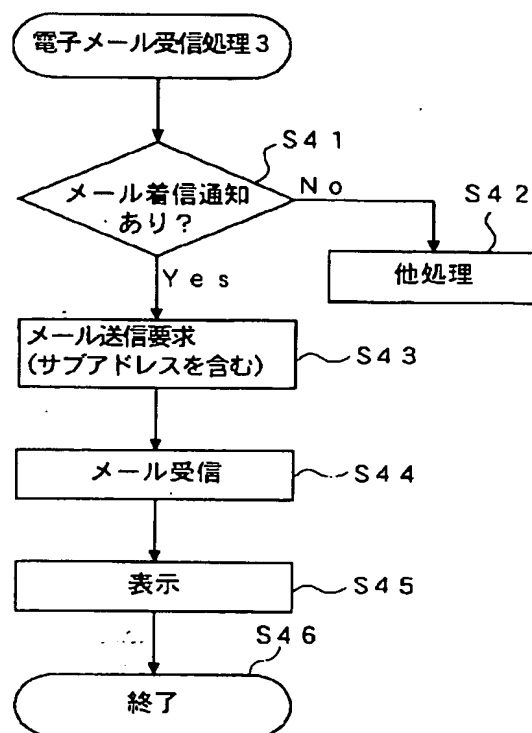 電子メール受信処理3
S41
メール着信通知
あり?
No
S42
他処理
Yes
メール送信要求
(サブアドレスを含む)
S43
メール受信
S44
表示
S45
S46
終了